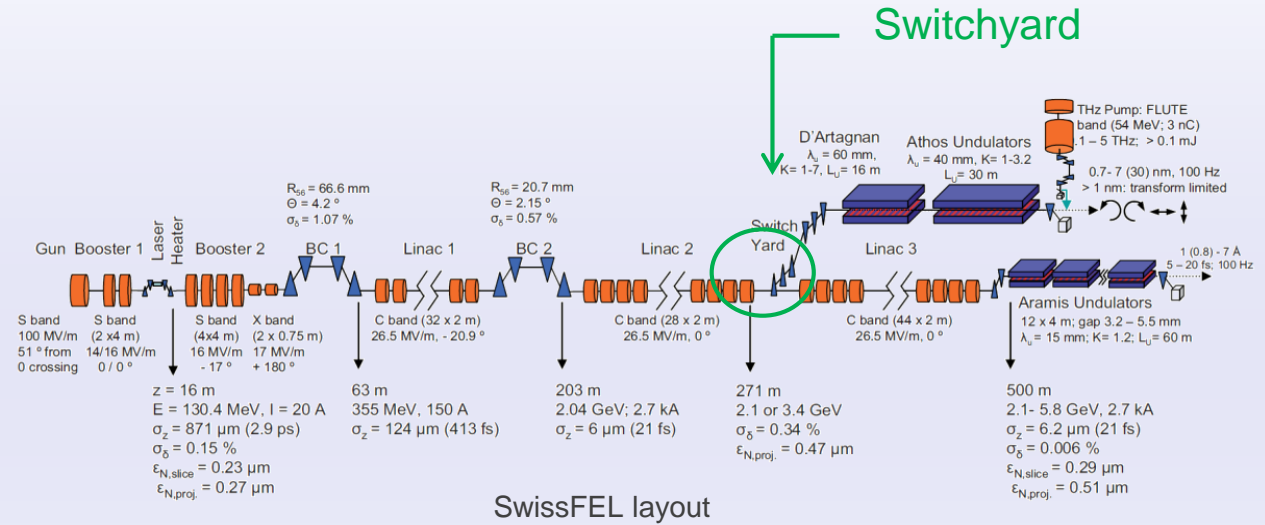 Switchyard
THz Pump: FLUTE
band (54 MeV; 3 nC)
.1 – 5 THz; > 0.1 mJ
D'Artagnan
λu = 60 mm,
K= 1-7, LU= 16 m
Athos Undulators
λu = 40 mm, K= 1-3.2
LU= 30 m
0.7- 7 (30) nm, 100 Hz
> 1 nm: transform limited
R56 = 66.6 mm
Θ = 4.2 º
σδ = 1.07 %
R56 = 20.7 mm
Θ = 2.15 º
σδ = 0.57 %
Switch
Yard
Gun
Booster 1
Laser
Heater
Booster 2
BC 1
Linac 1
BC 2
Linac 2
Linac 3
1 (0.8) - 7 Å
5 – 20 fs; 100 Hz
S band
100 MV/m
51 º from
0 crossing
S band
(2 x4 m)
14/16 MV/m
0 / 0 º
S band
(4x4 m)
16 MV/m
- 17 º
X band
(2 x 0.75 m)
17 MV/m
+ 180 º
C band (32 x 2 m)
26.5 MV/m, - 20.9 º
C band (28 x 2 m)
26.5 MV/m, 0 º
C band (44 x 2 m)
26.5 MV/m, 0 º
Aramis Undulators
12 x 4 m; gap 3.2 – 5.5 mm
λu = 15 mm; K= 1.2; LU= 60 m
z = 16 m
E = 130.4 MeV, I = 20 A
σz = 871 µm (2.9 ps)
σδ = 0.15 %
εN,slice = 0.23 µm
εN,proj. = 0.27 µm
63 m
355 MeV, 150 A
σz = 124 µm (413 fs)
203 m
2.04 GeV; 2.7 kA
σz = 6 µm (21 fs)
271 m
2.1 or 3.4 GeV
σδ = 0.34 %
εN,proj. = 0.47 µm
500 m
2.1- 5.8 GeV, 2.7 kA
σz = 6.2 µm (21 fs)
σδ = 0.006 %
εN,slice = 0.29 µm
εN,proj. = 0.51 µm
SwissFEL layout